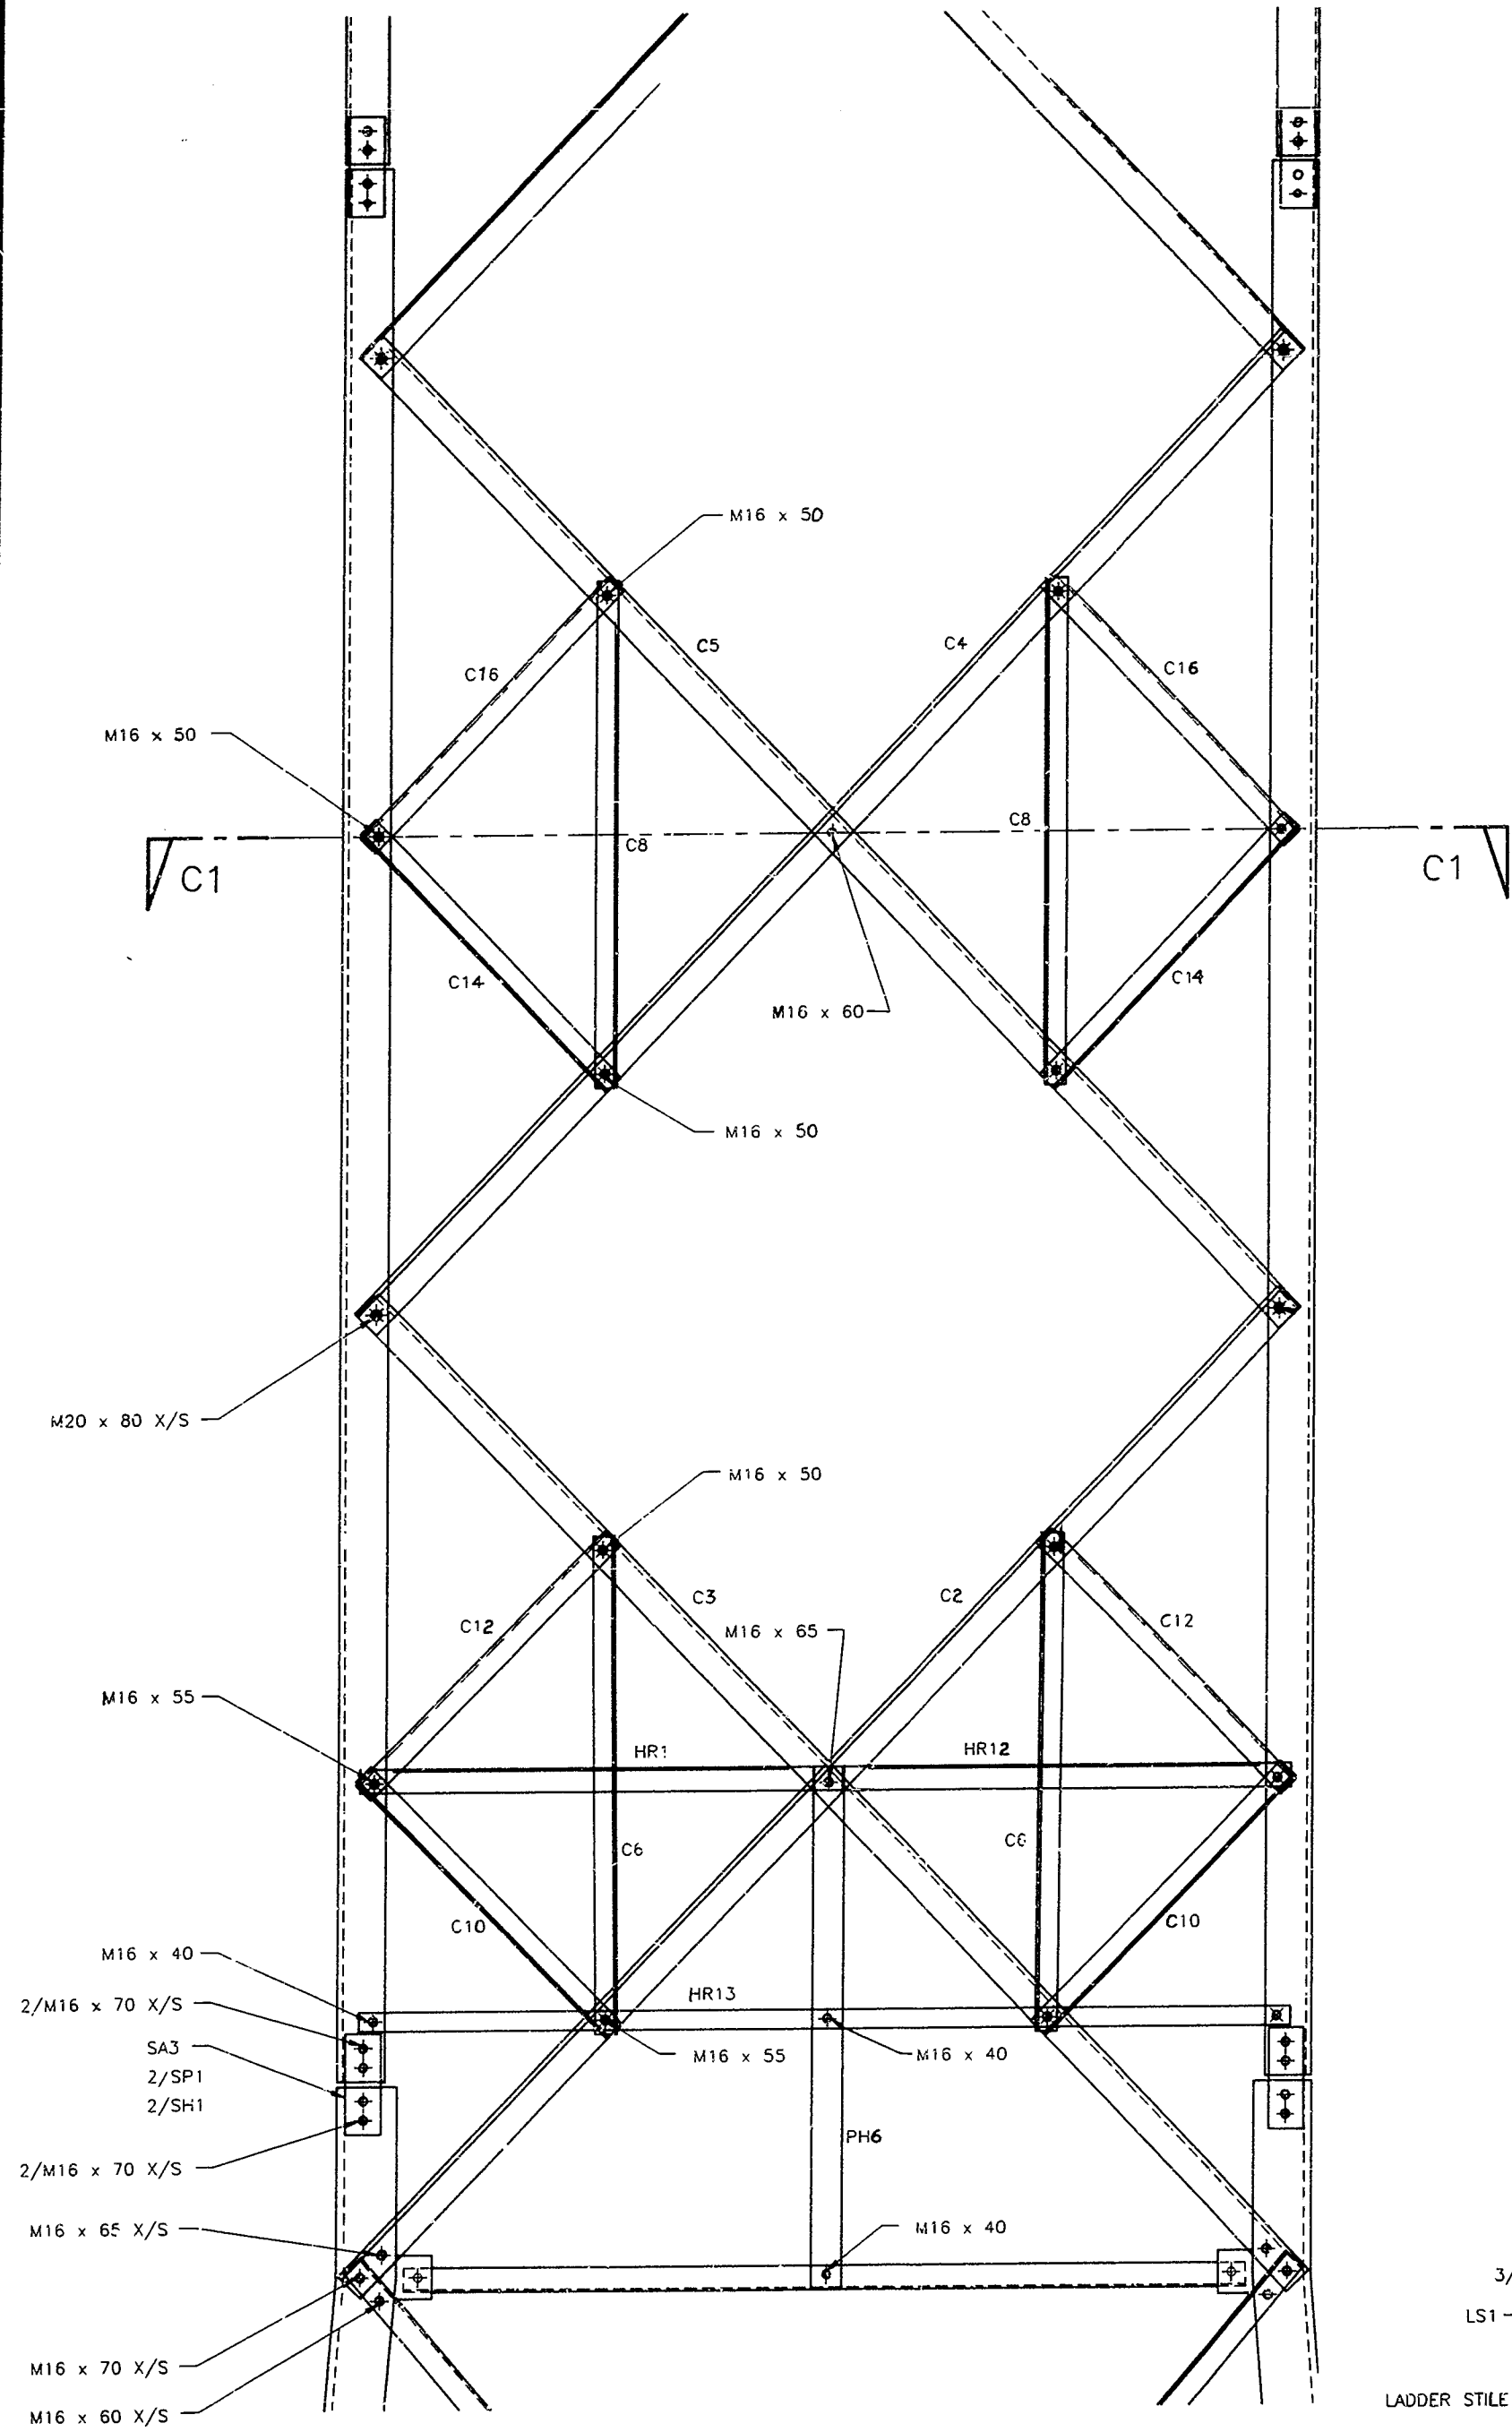 M16 x 50
C5
C4
C16
C16
M16 x 50
C8
C8
C1
C1
C14
C14
M16 x 60
M16 x 50
M20 x 80 X/S
M16 x 50
C3
C2
C12
C12
M16 x 65
M16 x 55
HR1
HR12
C6
C6
C10
C10
M16 x 40
2/M16 x 70 X/S
HR13
SA3
M16 x 55
M16 x 40
2/SP1
2/SH1
PH6
2/M16 x 70 X/S
M16 x 65 X/S
M16 x 40
3/
LS1
M16 x 70 X/S
LADDER STILE
M16 x 60 X/S